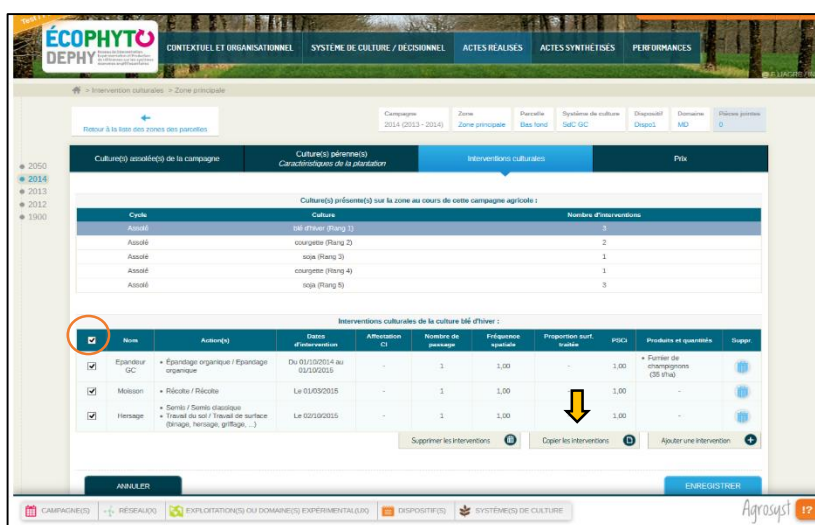 ÉCOPHYTO
DEPHY
CONTEXTUEL ET ORGANISATIONNEL
SYSTÈME DE CULTURE / DÉCISIONNEL
ACTES RÉALISÉS
ACTES SYNTHÉTISÉS
PERFORMANCES
> Intervention culturales > Zone principale
Retour à la liste des zones des parcelles
Campagne
2014 (2013 - 2014)
Zone
Zone principale
Parcelle
Bas fond
Système de culture
SdC GC
Dispositif
Dispo1
Domaine
MD
Pièces jointes
0
2050
2014
2013
2012
1900
Culture(s) assolée(s) de la campagne
Culture(s) pérenne(s)
Caractéristiques de la plantation
Interventions culturales
Prix
Culture(s) présente(s) sur la zone au cours de cette campagne agricole :
Cycle Culture Nombre d'interventions
Assolé blé d'hiver (Rang 1) 3
Assolé courgette (Rang 2) 2
Assolé soja (Rang 3) 1
Assolé courgette (Rang 4) 1
Assolé soja (Rang 5) 3
Interventions culturales de la culture blé d'hiver :
Nom Action(s) Dates d'intervention Affectation CI Nombre de passage Fréquence spatiale Proportion surf. traitée PSCi Produits et quantités Suppr.
Epandeur GC • Épandage organique / Epandage organique Du 01/10/2014 au 01/10/2015 - 1 1,00 - 1,00 • Fumier de champignons (35 t/ha)
Moisson • Récolte / Récolte Le 01/03/2015 - 1 1,00 1,00 -
Hersage • Semis / Semis classique • Travail du sol / Travail de surface (binage, hersage, griffage, ...) Le 02/10/2015 - 1 1,00 1,00 -
Supprimer les interventions
Copier les interventions
Ajouter une intervention
ANNULER
ENREGISTRER
CAMPAGNE(S)
RÉSEAU(X)
EXPLOITATION(S) OU DOMAINE(S) EXPÉRIMENTAL(UX)
DISPOSITIF(S)
SYSTÈME(S) DE CULTURE
Agrosyst
!?